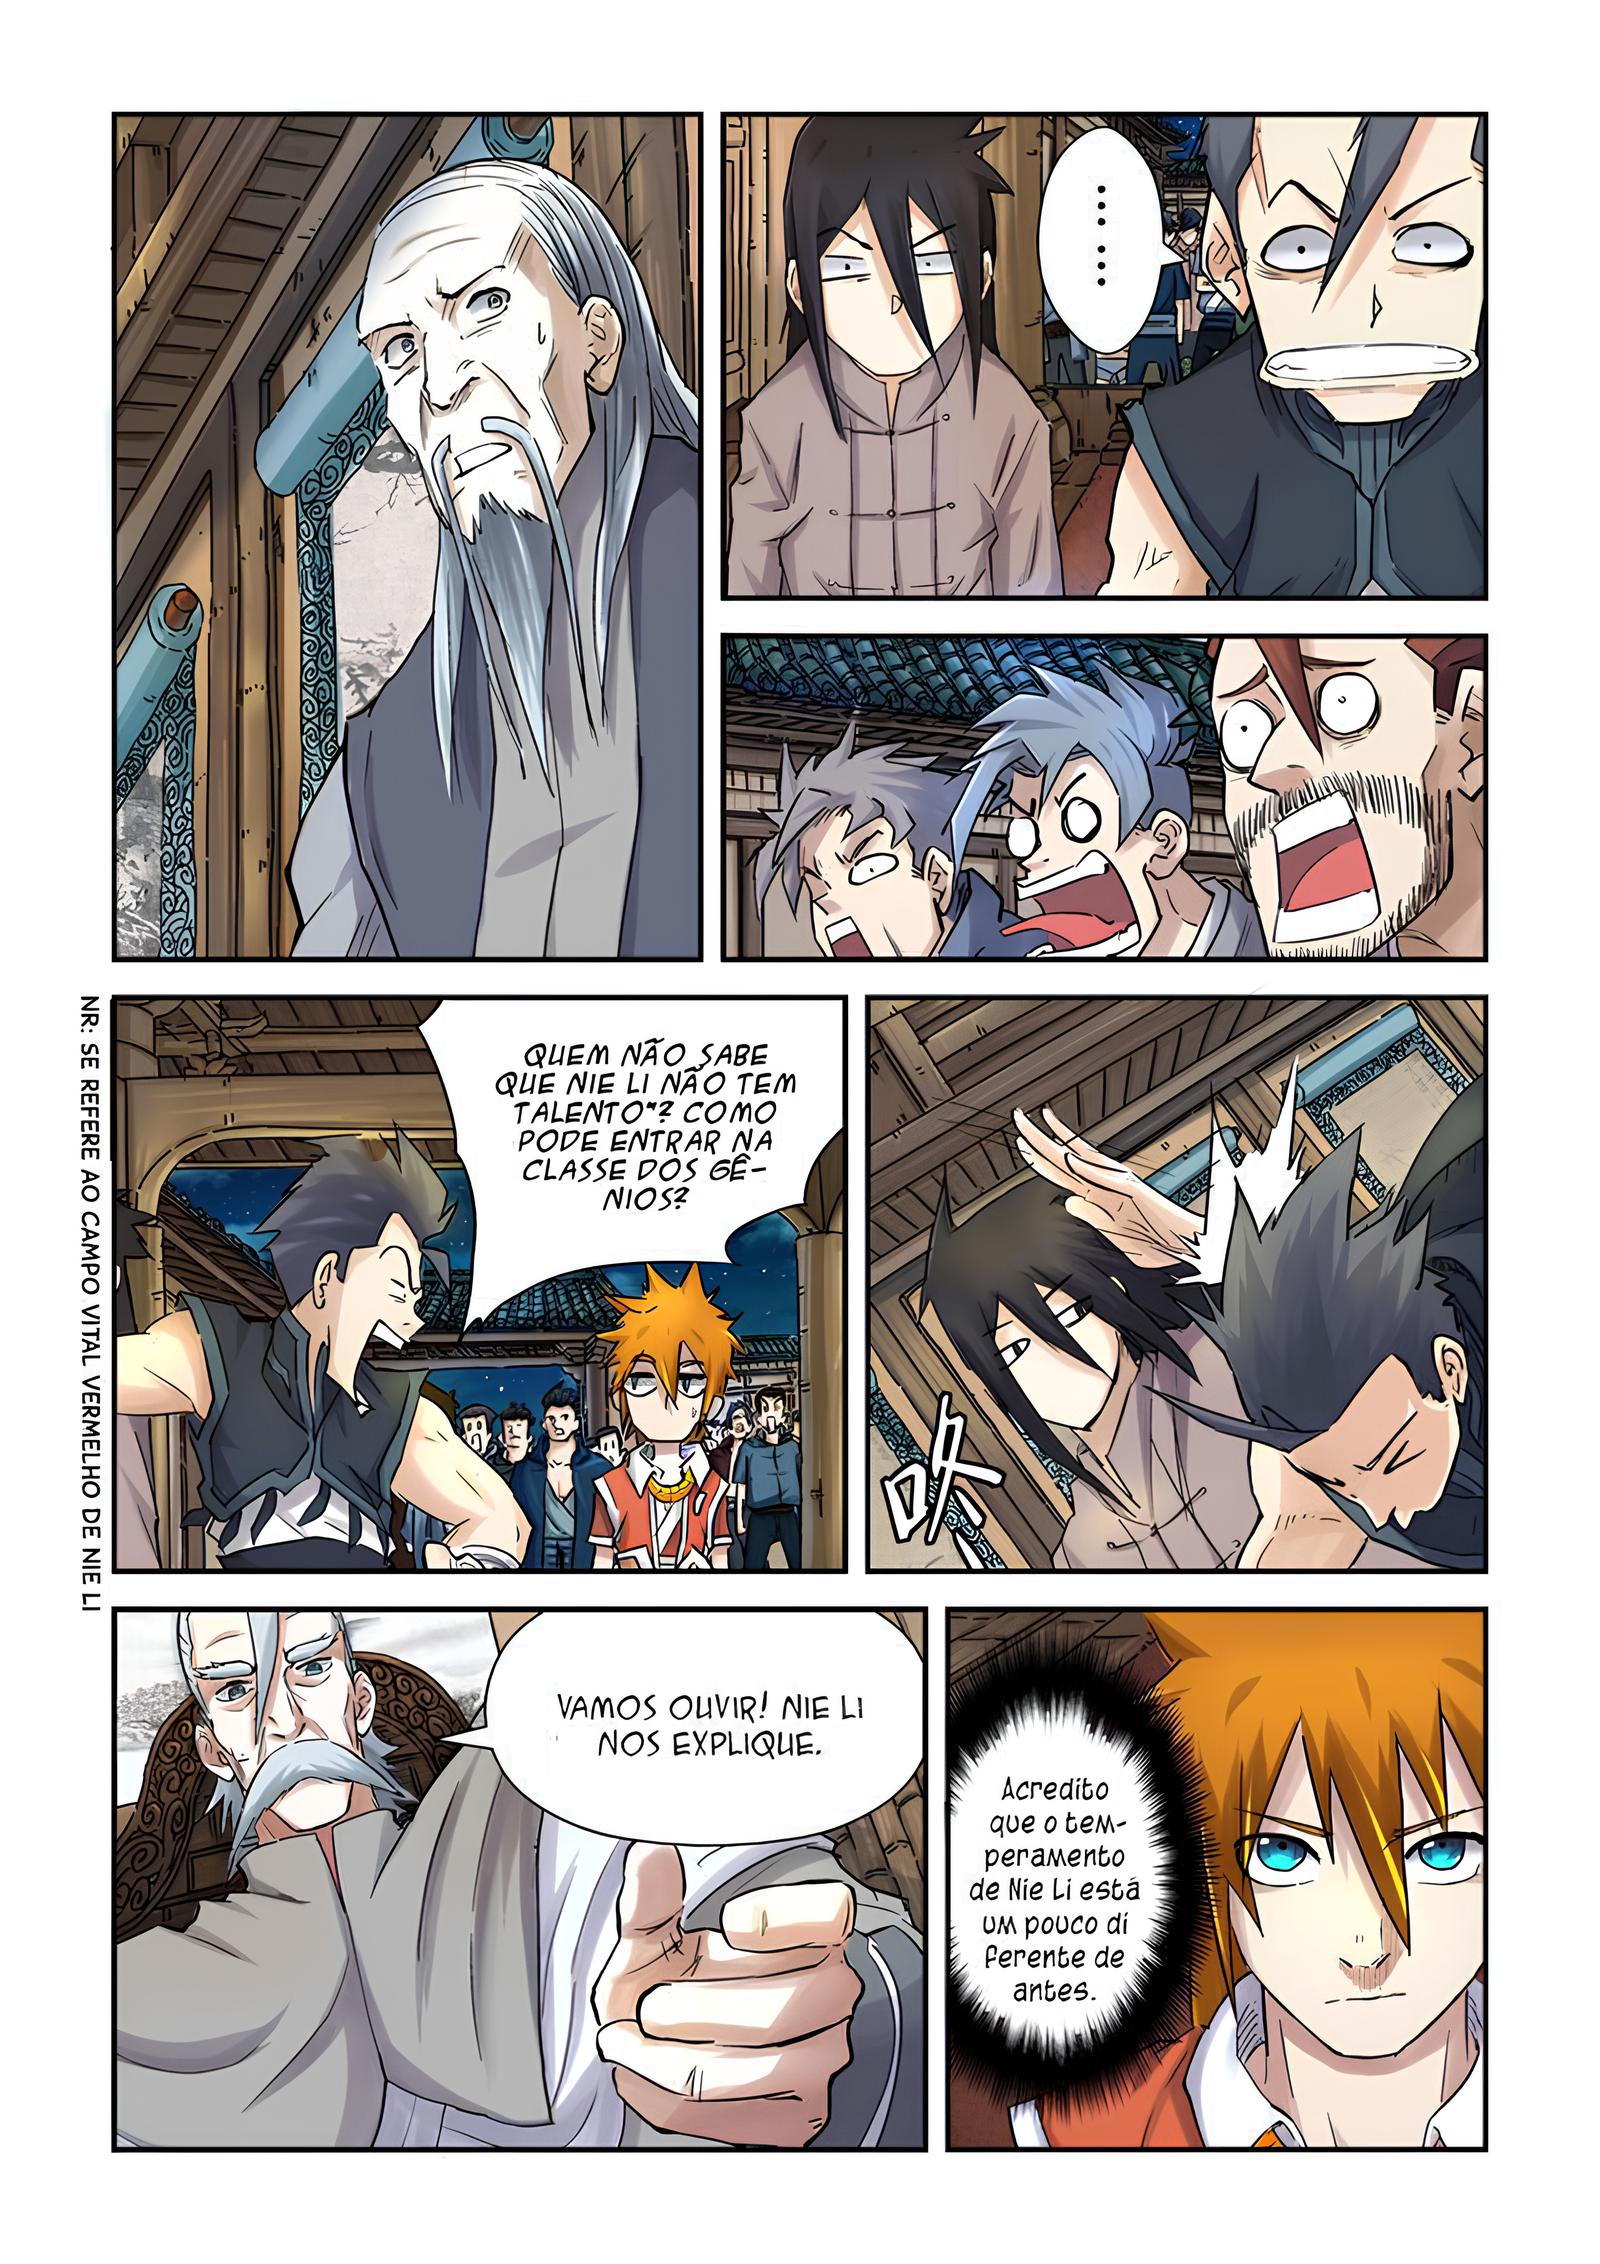 ......
QUEM NÃO SABE
QUE NIE LI NÃO TEM
TALENTO*? COMO
PODE ENTRAR NA
CLASSE DOS GÊ-
NIOS?
NR: SE REFERE AO CAMPO VITAL VERMELHO DE NIE LI
VAMOS OUVIR! NIE LI
NOS EXPLIQUE.
Acredito
que o tem-
peramento
de Nie Li está
um pouco di
ferente de
antes.